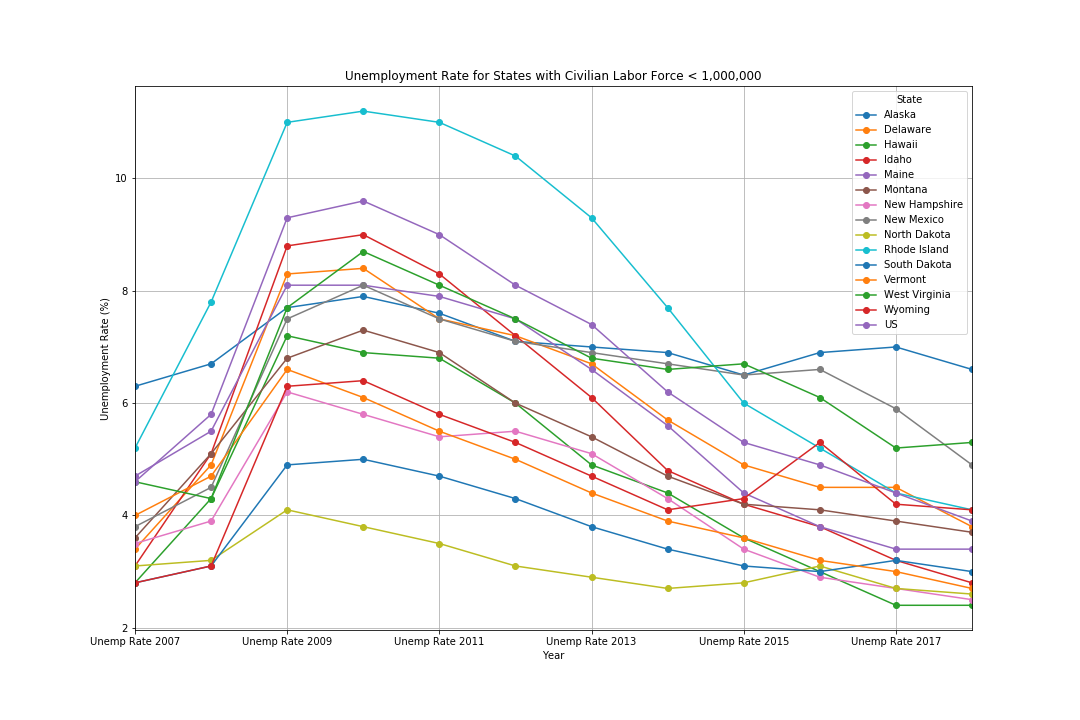 Unemployment Rate for States with Civilian Labor Force < 1,000,000
State
Alaska
Delaware
Hawaii
Idaho
Maine
Montana
New Hampshire
New Mexico
North Dakota
Rhode Island
South Dakota
Vermont
West Virginia
Wyoming
US
Unemployment Rate (%)
10
8
6
4
2
Unemp Rate 2007 Unemp Rate 2009 Unemp Rate 2011 Unemp Rate 2013 Unemp Rate 2015 Unemp Rate 2017
Year